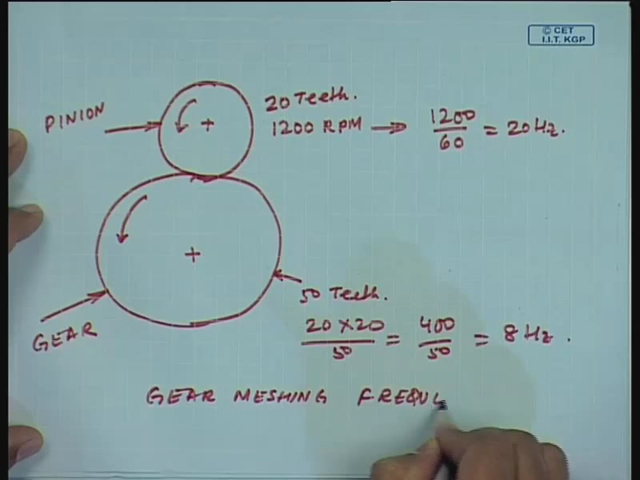 © CET
I.I.T. KGP
20 Teeth.
PINION
1200 RPM → 1200/60 = 20 Hz.
50 Teeth.
GEAR
20 X 20/50 = 400/50 = 8 Hz.
GEAR MESHING FREQU